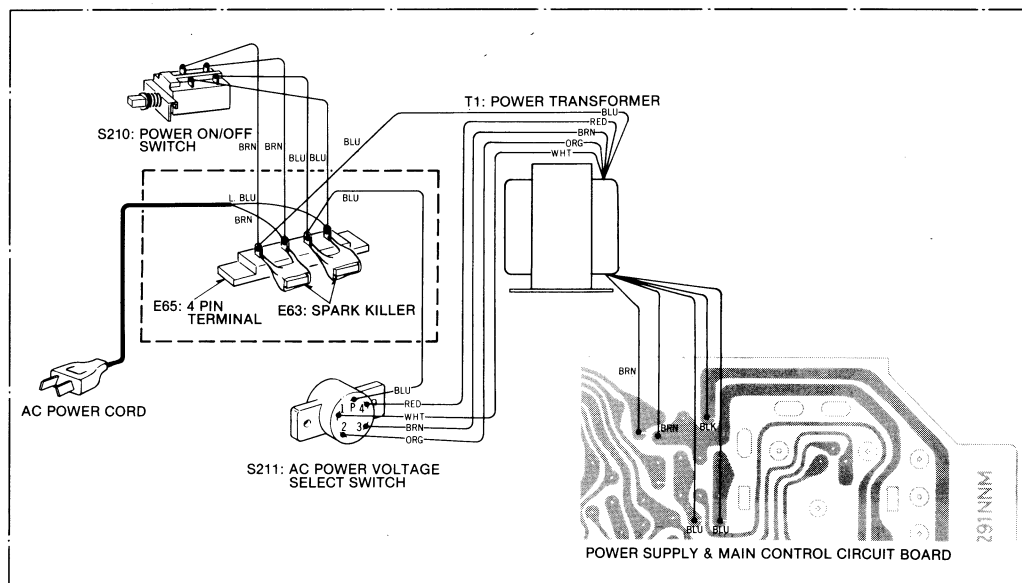 T1: POWER TRANSFORMER
BLU
RED
BRN
ORG
WHT
S210: POWER ON/OFF
SWITCH
BRN
BRN
BLU
BLU
BLU
L. BLU
BRN
BLU
E65: 4 PIN
TERMINAL
E63: SPARK KILLER
AC POWER CORD
BLU
RED
WHT
BRN
ORG
1 P 4
2 3
S211: AC POWER VOLTAGE
SELECT SWITCH
BRN
BRN
BLK
BLU
BLU
291NNM
POWER SUPPLY & MAIN CONTROL CIRCUIT BOARD